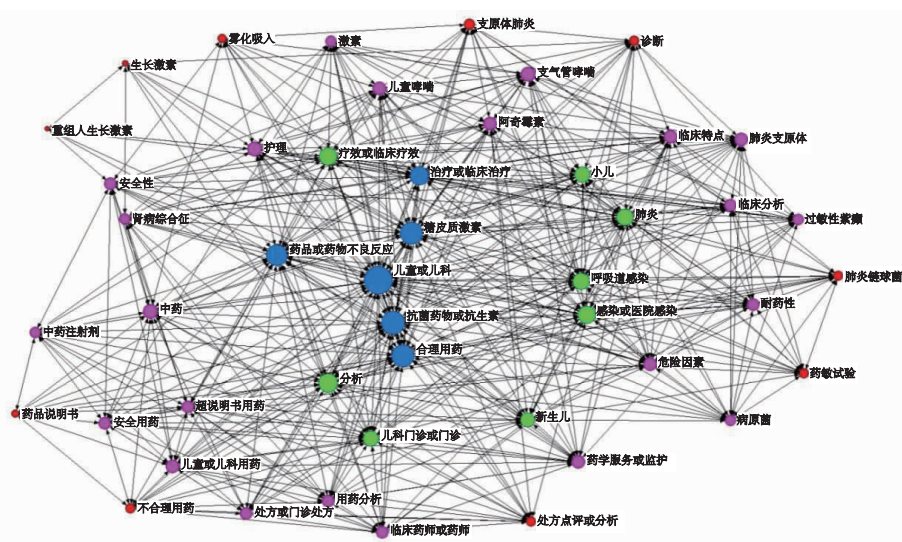 支原体肺炎
雾化吸入
激素
诊断
生长激素
支气管哮喘
儿童哮喘
阿奇霉素
重组人生长激素
临床特点
肺炎支原体
护理
疗效或临床疗效
治疗或临床治疗
小儿
安全性
临床分析
肾病综合征
肺炎
过敏性紫癜
糖皮质激素
药品或药物不良反应
儿童或儿科
呼吸道感染
肺炎链球菌
中药
耐药性
感染或医院感染
抗菌药物或抗生素
中药注射剂
合理用药
危险因素
药敏试验
分析
超说明书用药
药品说明书
安全用药
新生儿
病原菌
儿科门诊或门诊
儿童或儿科用药
药学服务或监护
用药分析
不合理用药
处方或门诊处方
处方点评或分析
临床药师或药师